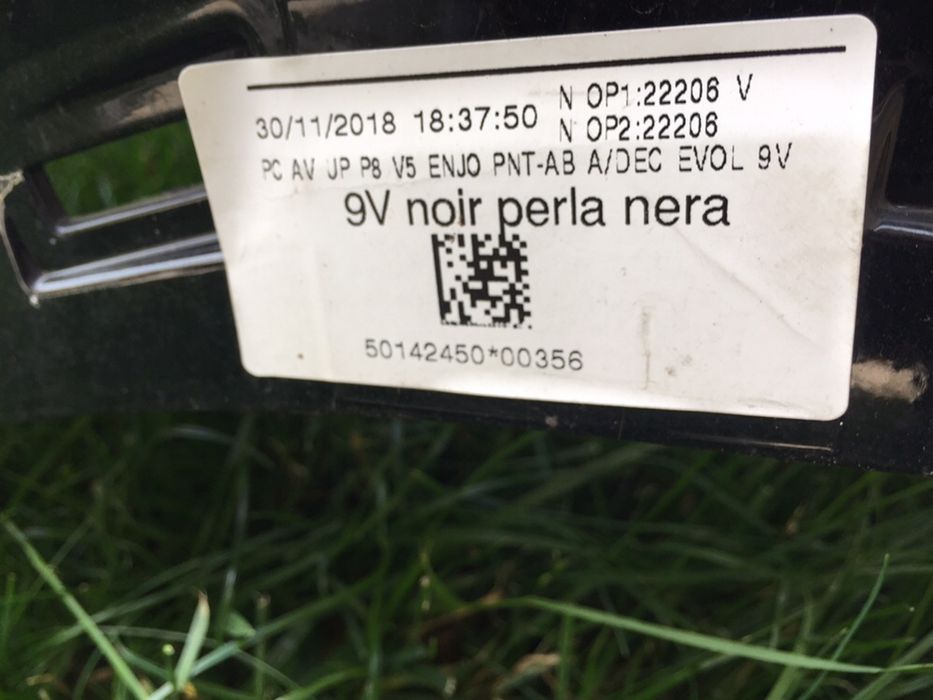 30/11/2018 18:37:50 N OP1:22206 V
N OP2:22206
PC AV UP P8 V5 ENJO PNT-AB A/DEC EVOL 9V
9V noir perla nera
50142450*00356